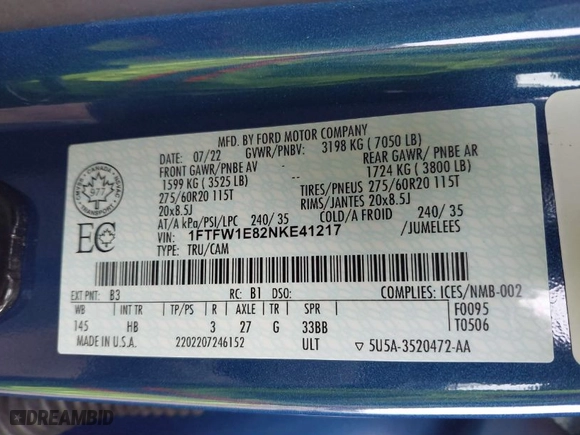 MFD. BY FORD MOTOR COMPANY
DATE: 07/22 GVWR/PNBV: 3198 KG ( 7050 LB)
FRONT GAWR/ PNBE AV REAR GAWR/ PNBE AR
1599 KG ( 3525 LB) 1724 KG ( 3800 LB)
275/60R20 115T TIRES/PNEUS 275/60R20 115T
20x8.5J RIMS/JANTES 20x8.5J
AT/A kPa/PSI/LPC 240/ 35 COLD/A FROID 240/ 35
VIN: 1FTFW1E82NKE41217 /JUMELEES
TYPE: TRU/CAM
CANADA
977
TRANSPORT
EC
EXT PNT: B3 RC: B1 DSO: COMPLIES: ICES/NMB-002
WB INT TR TP/PS R AXLE TR SPR F0095
145 HB 3 27 G 33BB T0506
MADE IN U.S.A. 2202207246152 ULT ▽ 5U5A-3520472-AA
DREAMBID